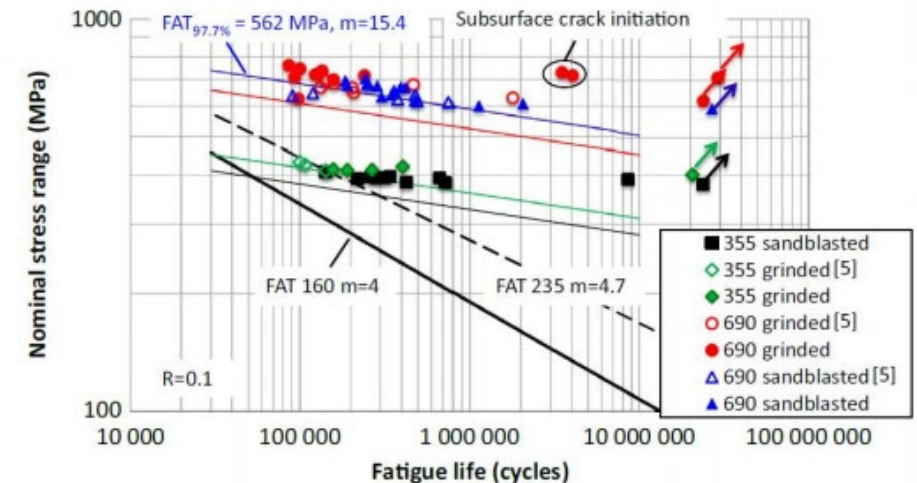 1000
FAT97.7% = 562 MPa, m=15.4
Subsurface crack initiation
Nominal stress range (MPa)
FAT 160 m=4
FAT 235 m=4.7
R=0.1
100
10 000
100 000
1 000 000
10 000 000
100 000 000
Fatigue life (cycles)
355 sandblasted
355 grinded [5]
355 grinded
690 grinded [5]
690 grinded
690 sandblasted [5]
690 sandblasted